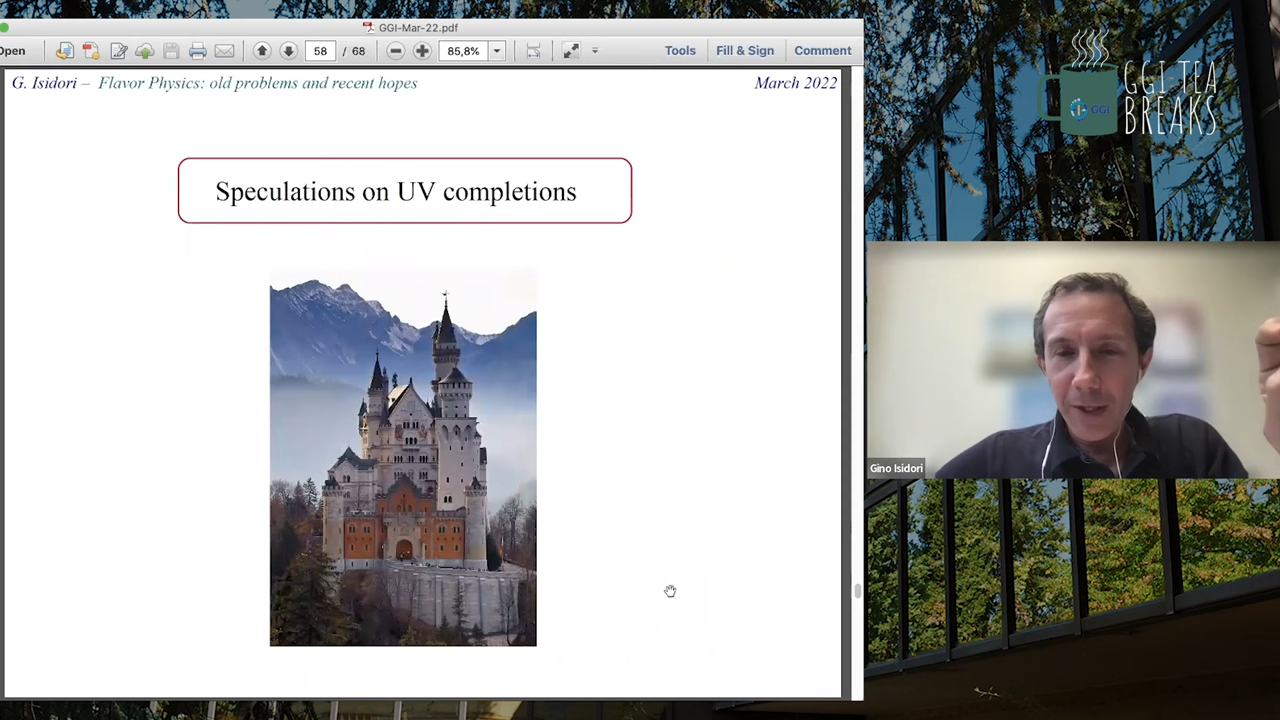 GGI-Mar-22.pdf
Open
58 / 68
85,8%
Tools
Fill & Sign
Comment
G. Isidori – Flavor Physics: old problems and recent hopes
March 2022
Speculations on UV completions
GGI TEA
BREAKS
GGI
Gino Isidori